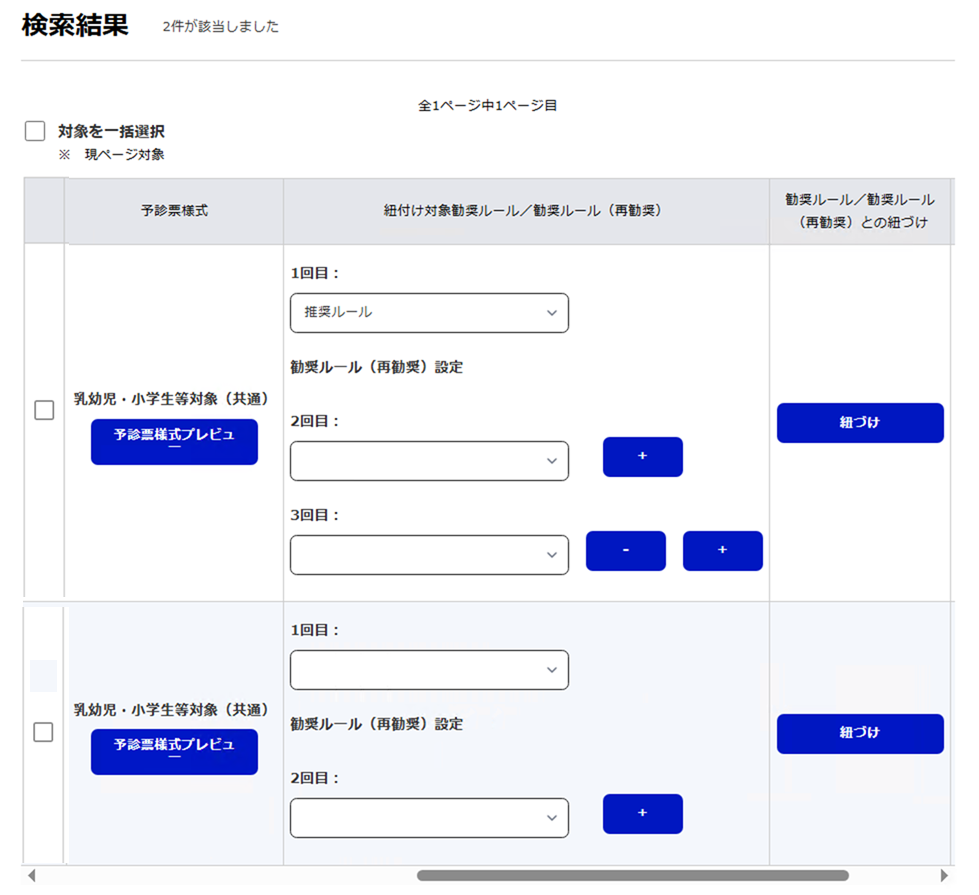 検索結果 2件が該当しました
全1ページ中1ページ目
対象を一括選択
※ 現ページ対象
予診票様式
紐付け対象勧奨ルール／勧奨ルール（再勧奨）
勧奨ルール／勧奨ルール
（再勧奨）との紐づけ
1回目：
推奨ルール
勧奨ルール（再勧奨）設定
乳幼児・小学生等対象（共通）
予診票様式プレビュ
ー
2回目：
+
3回目：
-
+
紐づけ
1回目：
勧奨ルール（再勧奨）設定
乳幼児・小学生等対象（共通）
予診票様式プレビュ
ー
2回目：
+
紐づけ